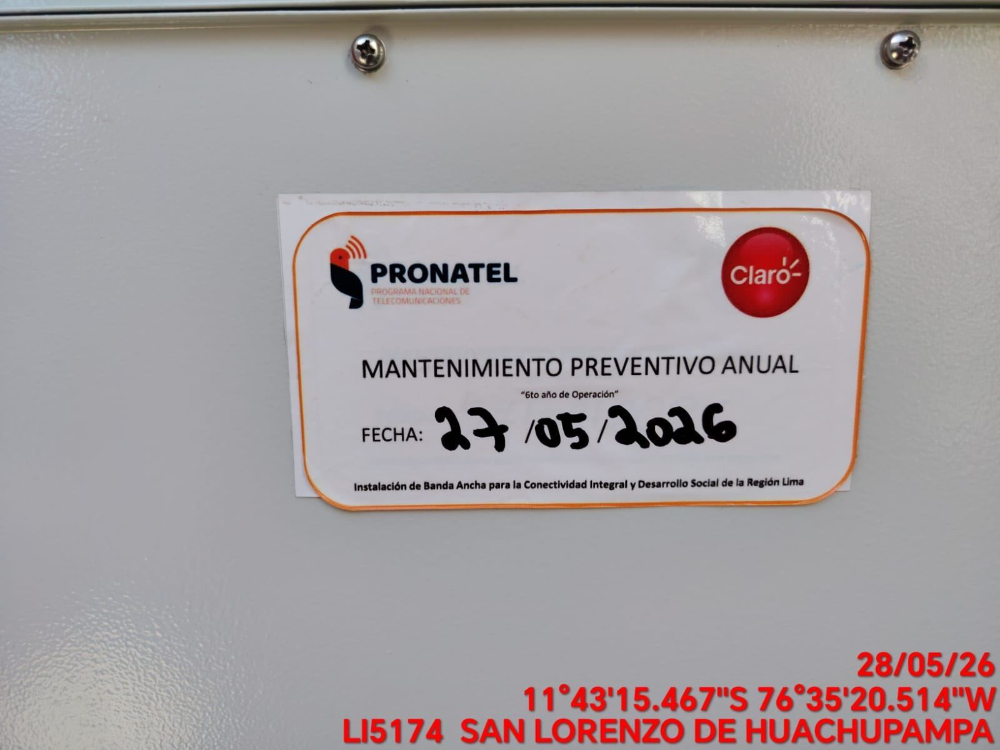 PRONATEL
PROGRAMA NACIONAL DE
TELECOMUNICACIONES
Claro
MANTENIMIENTO PREVENTIVO ANUAL
"6to año de Operación"
FECHA: 27/05/2026
Instalación de Banda Ancha para la Conectividad Integral y Desarrollo Social de la Región Lima
28/05/26
11°43'15.467"S 76°35'20.514"W
LI5174 SAN LORENZO DE HUACHUPAMPA